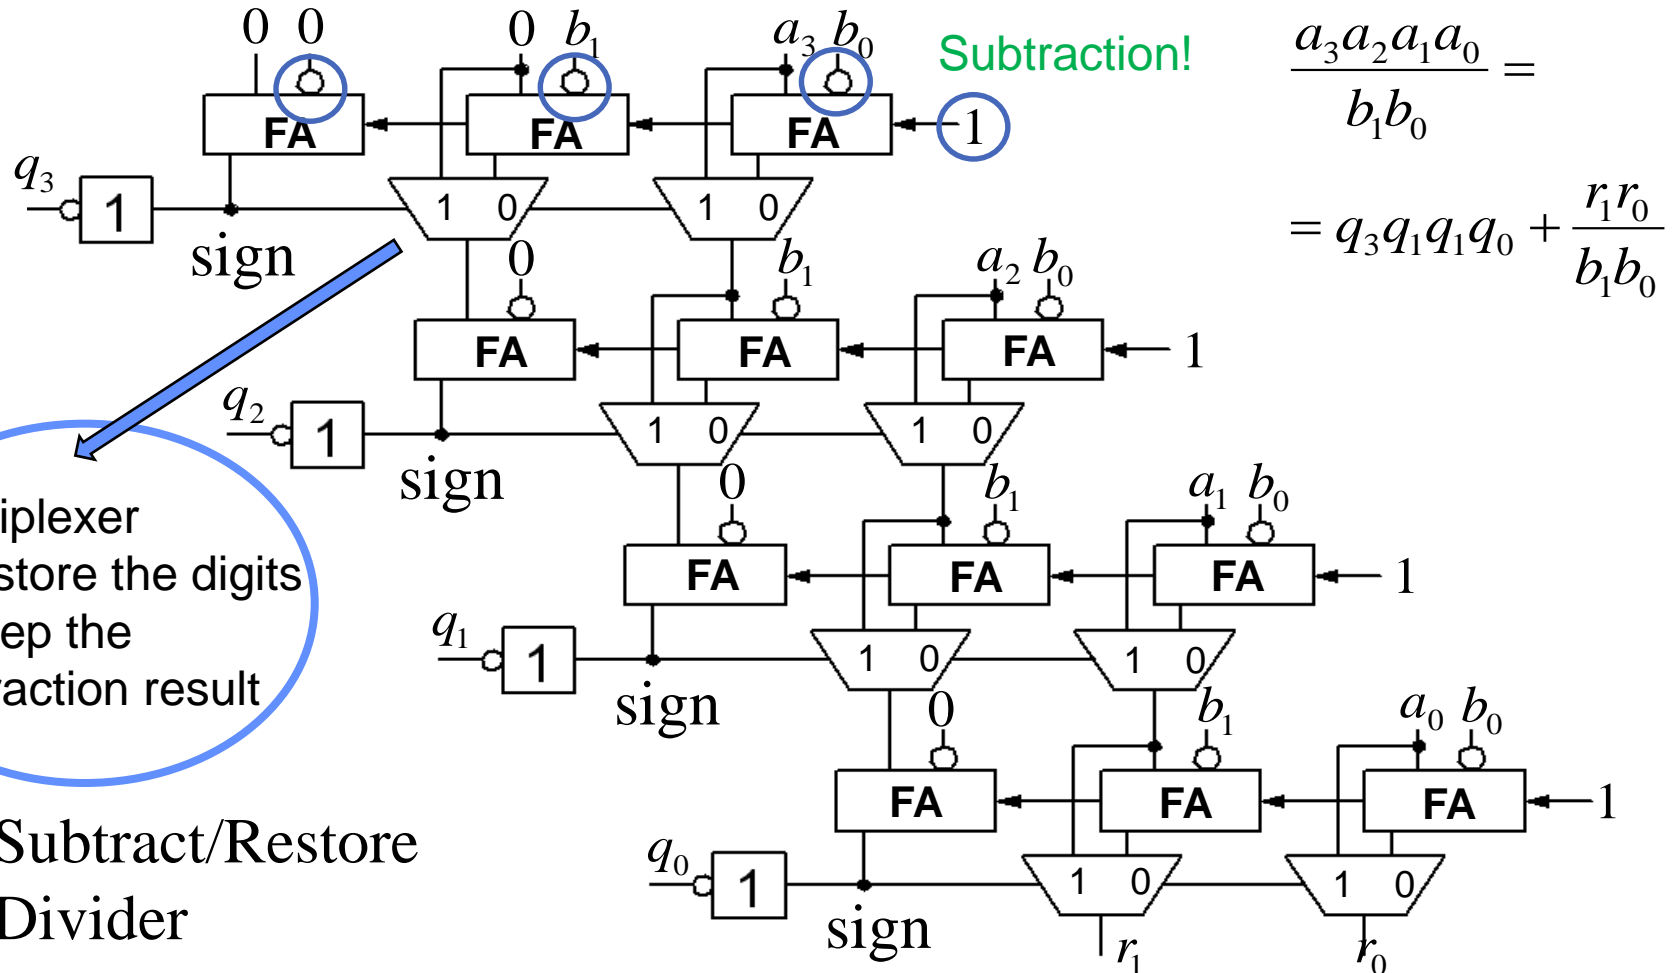 0 0 0 b₁ a₃ b₀ Subtraction!
FA FA FA 1
q₃ 1 1 0 1 0
sign
a₃a₂a₁a₀
b₁b₀ =
= q₃q₁q₁q₀ + r₁r₀
b₁b₀
0 b₁ a₂ b₀
FA FA FA 1
q₂ 1 1 0 1 0
sign
0 b₁ a₁ b₀
FA FA FA 1
q₁ 1 1 0 1 0
sign
0 b₁ a₀ b₀
FA FA FA 1
q₀ 1 1 0 1 0
sign
r₁ r₀
iplexer
store the digits
ep the
raction result
Subtract/Restore
Divider